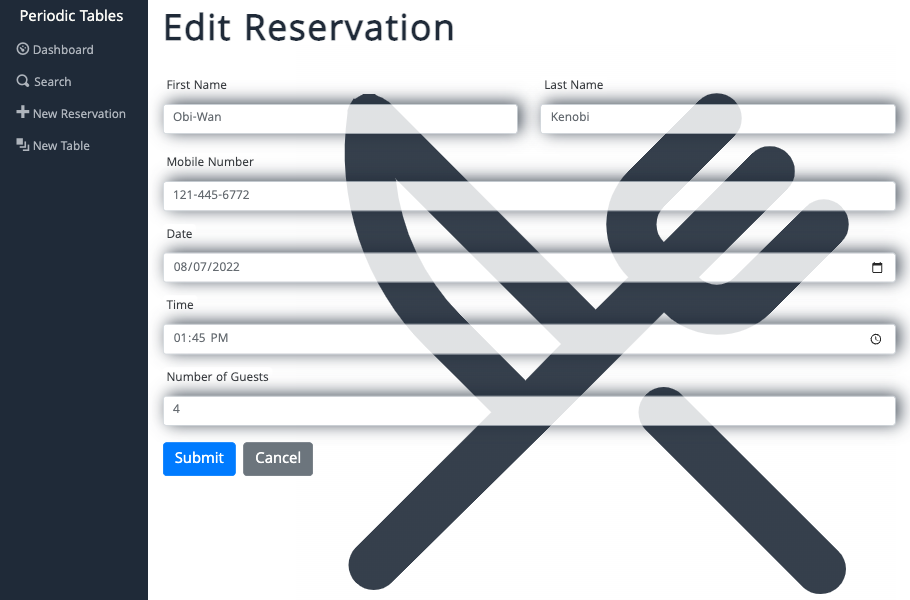 Periodic Tables
Dashboard
Search
New Reservation
New Table
Edit Reservation
First Name
Last Name
Obi-Wan
Kenobi
Mobile Number
121-445-6772
Date
08/07/2022
Time
01:45 PM
Number of Guests
4
Submit
Cancel